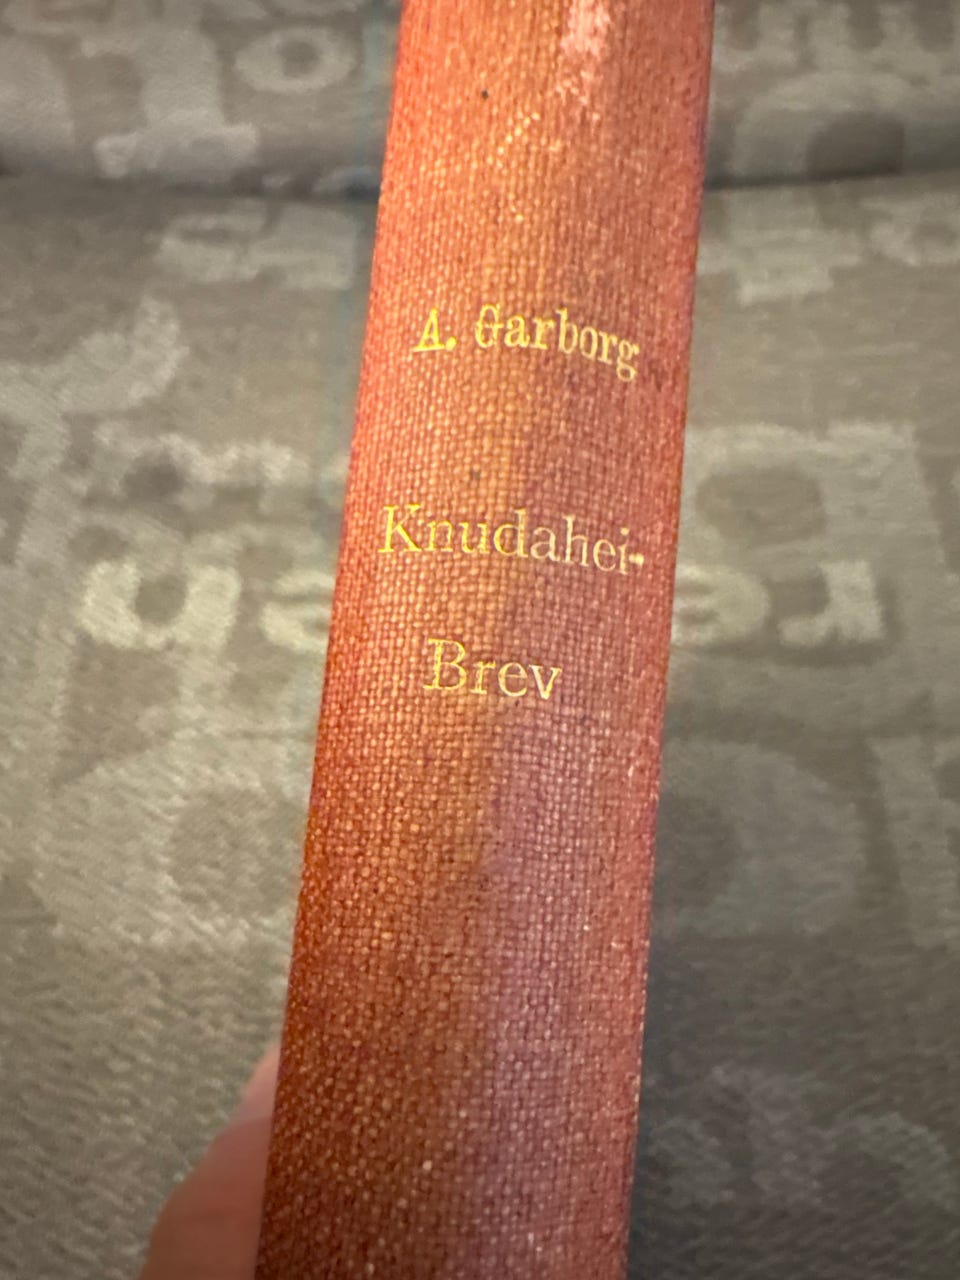 A. Garborg
Knudahei-
Brev